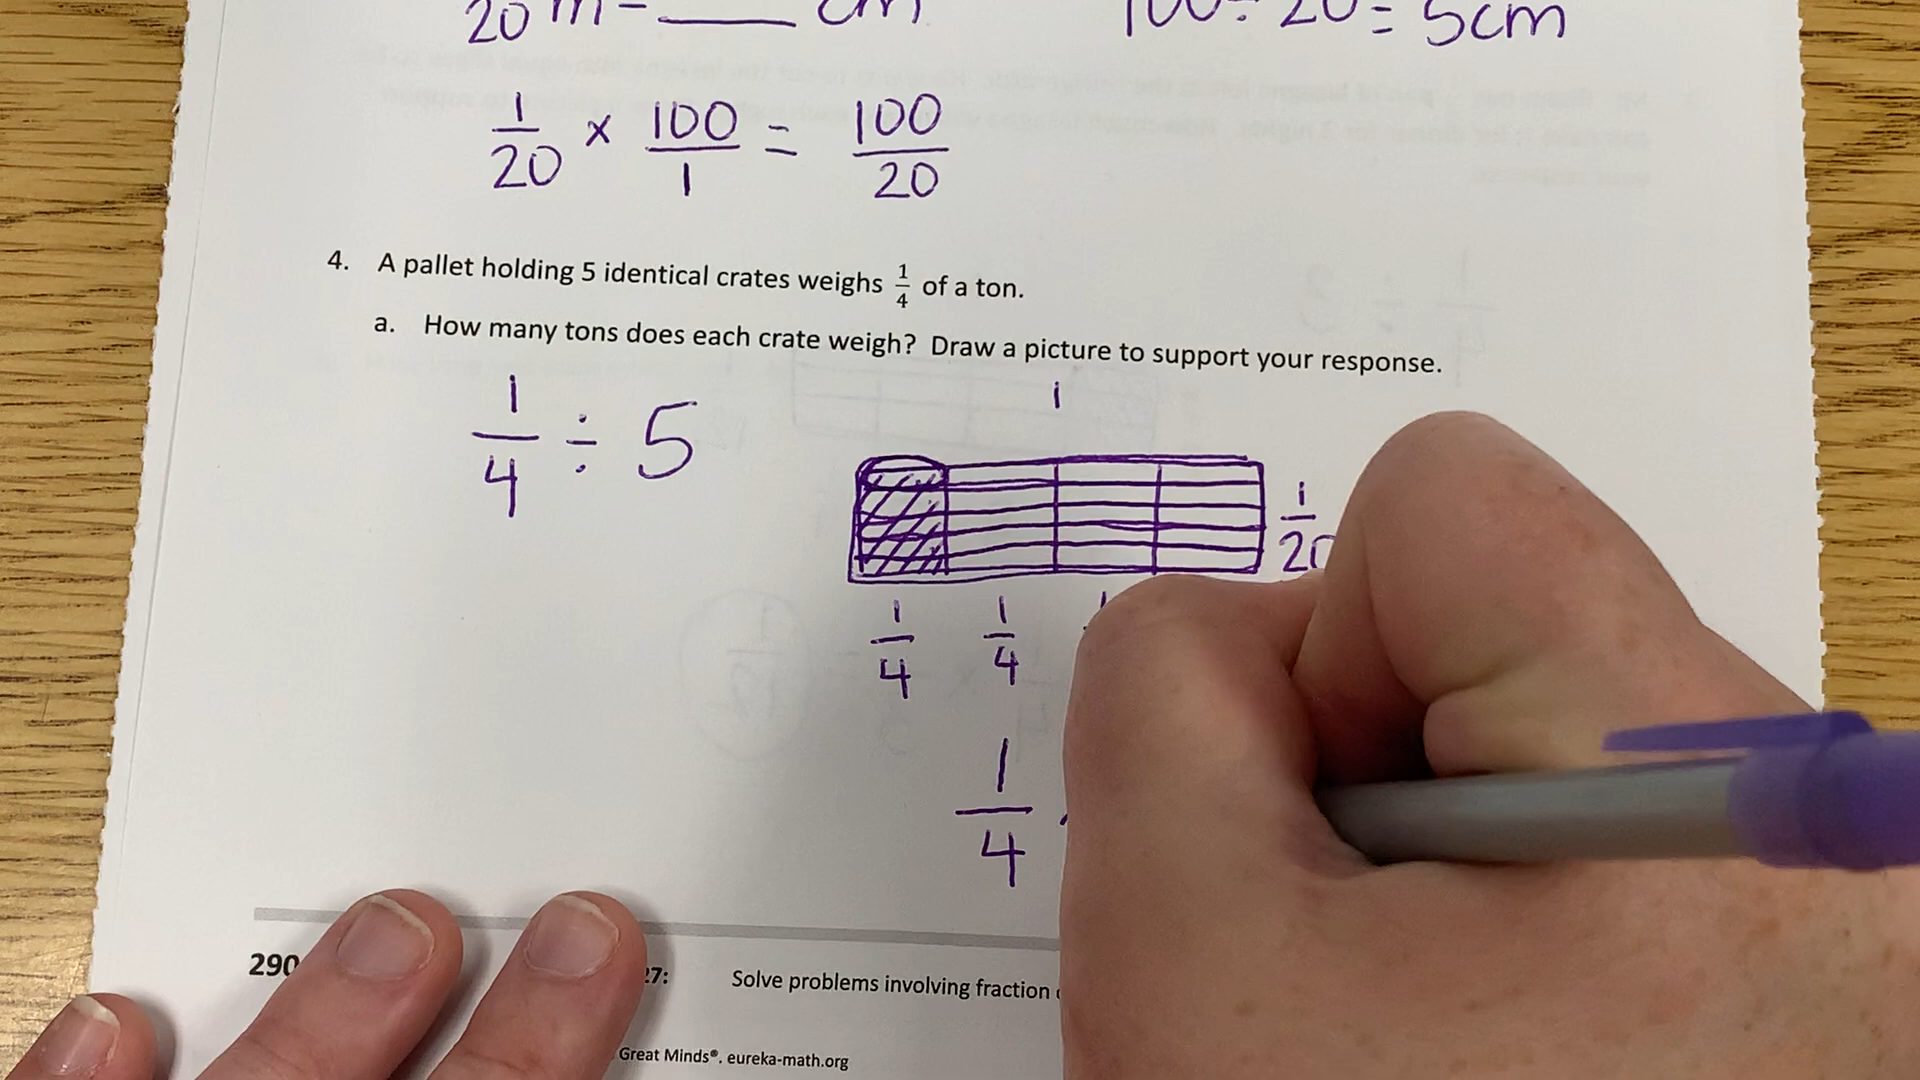 20 m = ____ cm 100 ÷ 20 = 5cm
1/20 × 100/1 = 100/20
4. A pallet holding 5 identical crates weighs 1/4 of a ton.
a. How many tons does each crate weigh? Draw a picture to support your response.
1/4 ÷ 5
1
1/20
1/4 1/4
1/4
290 27: Solve problems involving fraction
Great Minds®. eureka-math.org